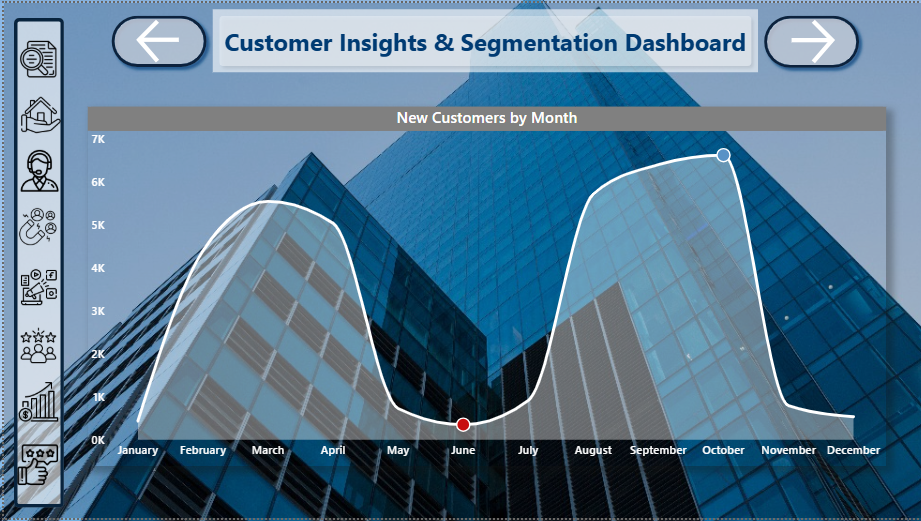 Customer Insights & Segmentation Dashboard
New Customers by Month
7K
6K
5K
4K
3K
2K
1K
0K
January February March April May June July August September October November December